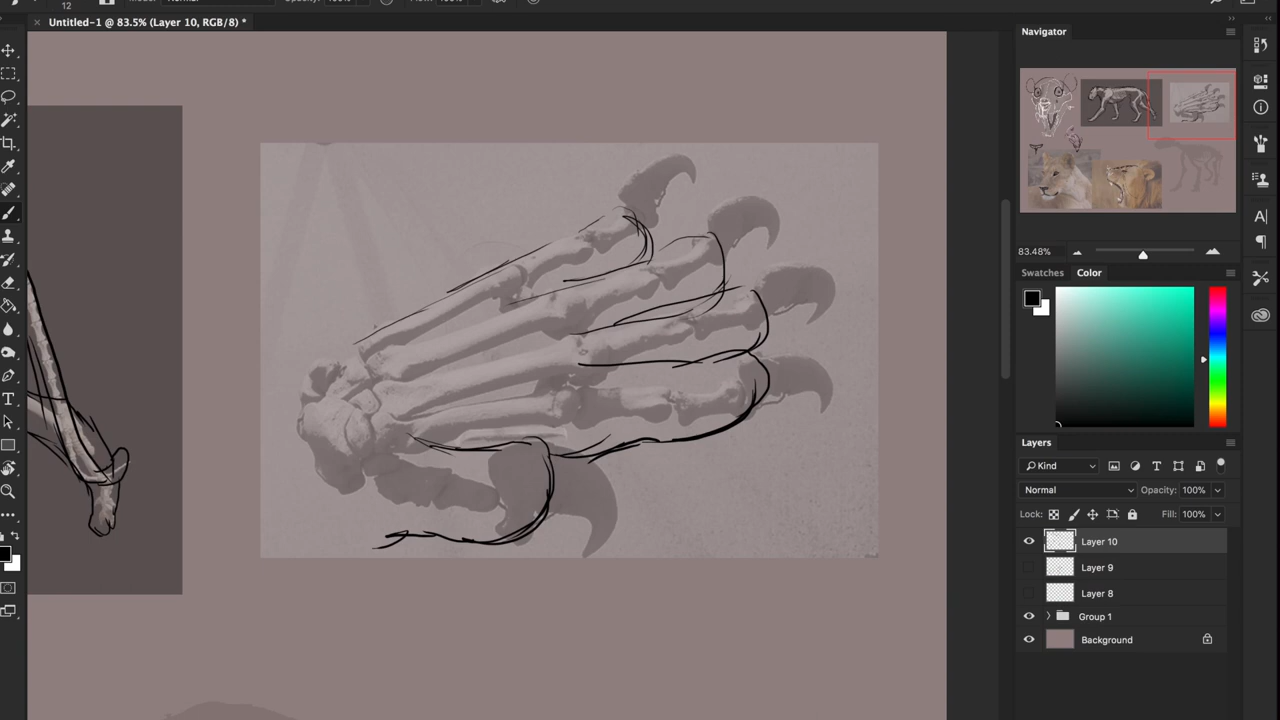 12
Untitled-1 @ 83.5% (Layer 10, RGB/8) *
Navigator
83.48%
Swatches
Color
Layers
Kind
Normal
Opacity: 100%
Lock:
Fill: 100%
Layer 10
Layer 9
Layer 8
Group 1
Background